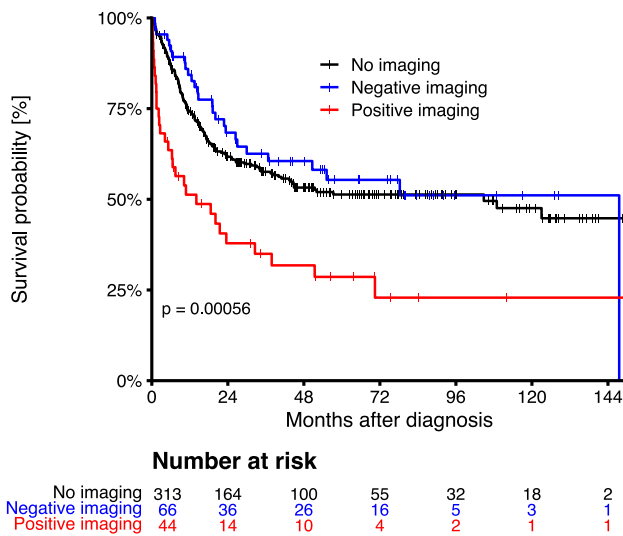 100%
75%
50%
25%
0%
Survival probability [%]
No imaging
Negative imaging
Positive imaging
p = 0.00056
0 24 48 72 96 120 144
Months after diagnosis
Number at risk
No imaging 313 164 100 55 32 18 2
Negative imaging 66 36 26 16 5 3 1
Positive imaging 44 14 10 4 2 1 1